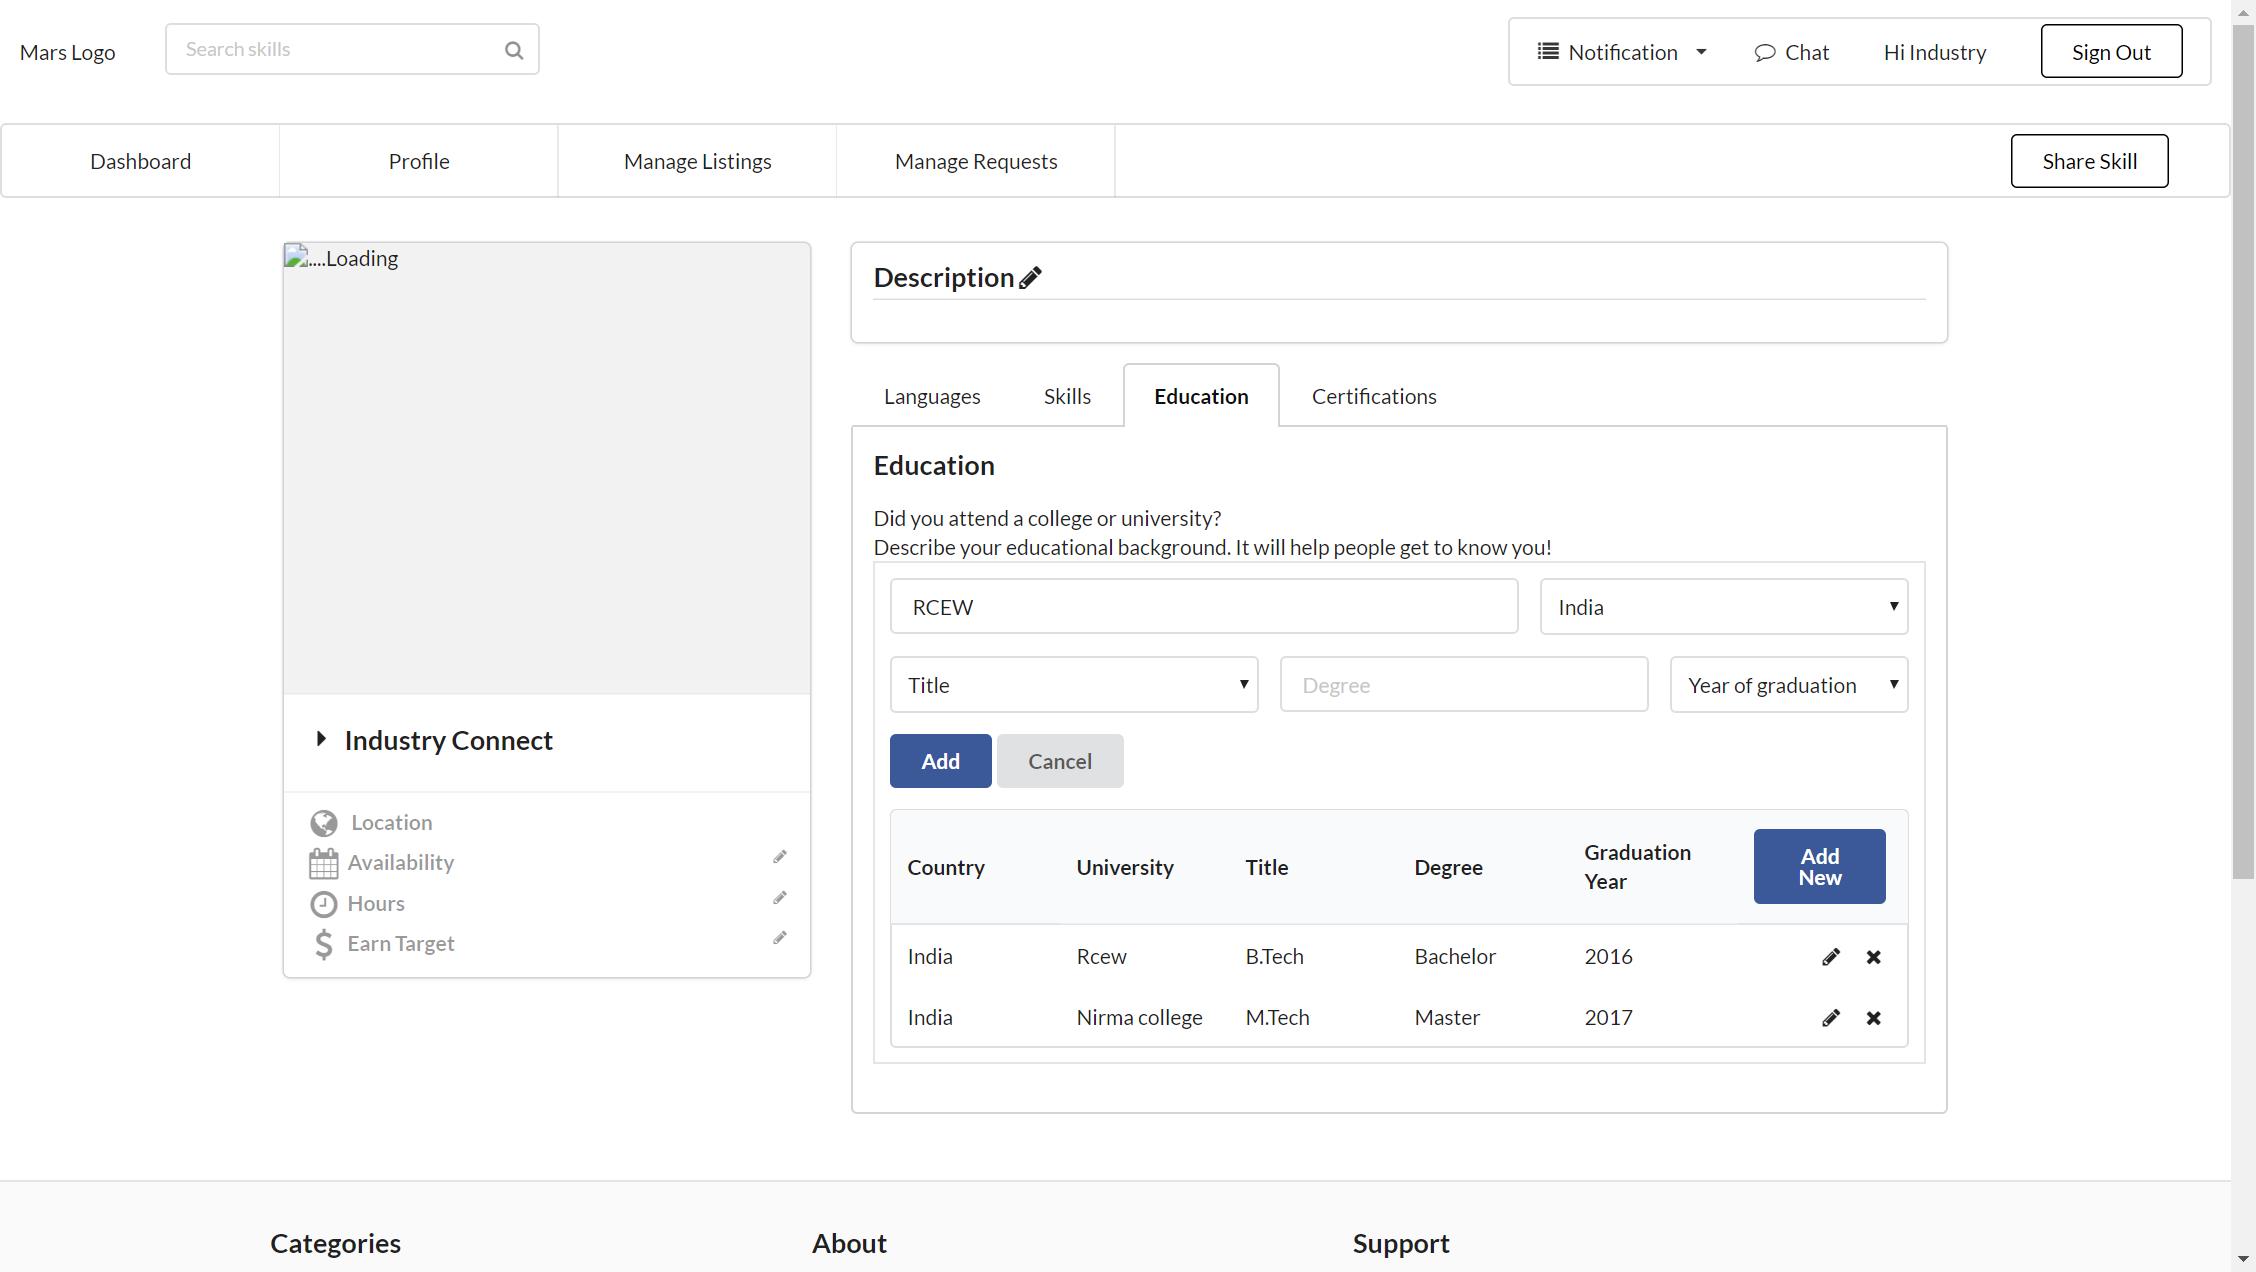 Mars Logo
Search skills
Notification
Chat
Hi Industry
Sign Out
Dashboard
Profile
Manage Listings
Manage Requests
Share Skill
....Loading
Industry Connect
Location
Availability
Hours
Earn Target
Description
Languages
Skills
Education
Certifications
Education
Did you attend a college or university?
Describe your educational background. It will help people get to know you!
RCEW
India
Title
Degree
Year of graduation
Add
Cancel
Country University Title Degree Graduation Year
Add New
India Rcew B.Tech Bachelor 2016
India Nirma college M.Tech Master 2017
Categories
About
Support